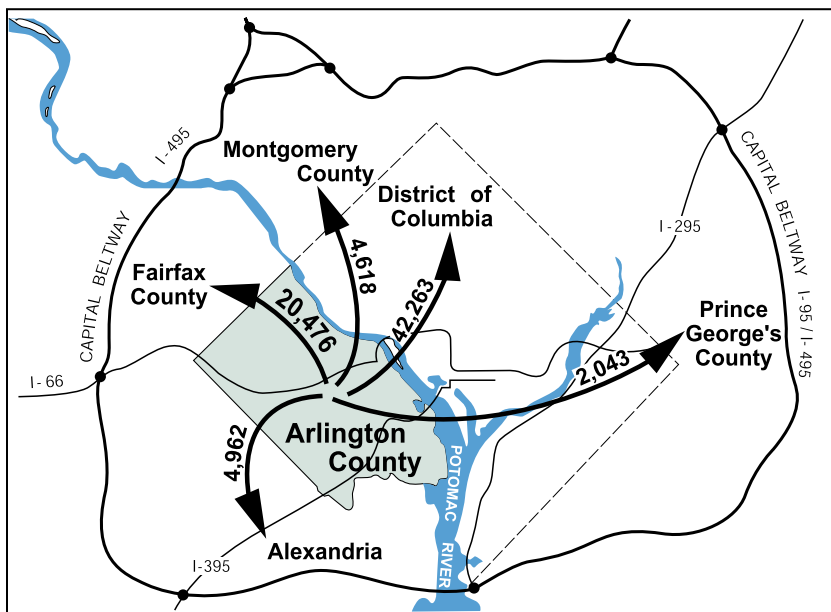 I-495
Montgomery
County
District of
Columbia
CAPITAL BELTWAY
I-295
CAPITAL BELTWAY I-95 / I-495
4,618
Fairfax
County
20,476
42,263
Prince
George's
County
2,043
I-66
4,962
Arlington
County
POTOMAC RIVER
Alexandria
I-395